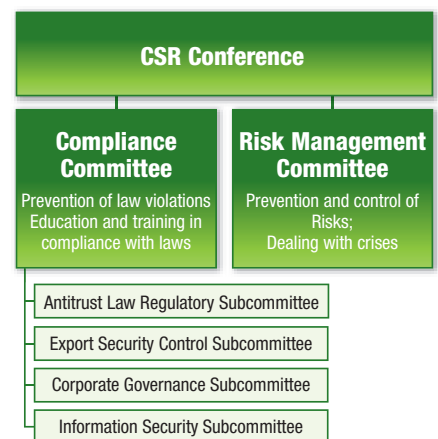 CSR Conference
Compliance
Committee
Prevention of law violations
Education and training in
compliance with laws
Risk Management
Committee
Prevention and control of
Risks;
Dealing with crises
Antitrust Law Regulatory Subcommittee
Export Security Control Subcommittee
Corporate Governance Subcommittee
Information Security Subcommittee